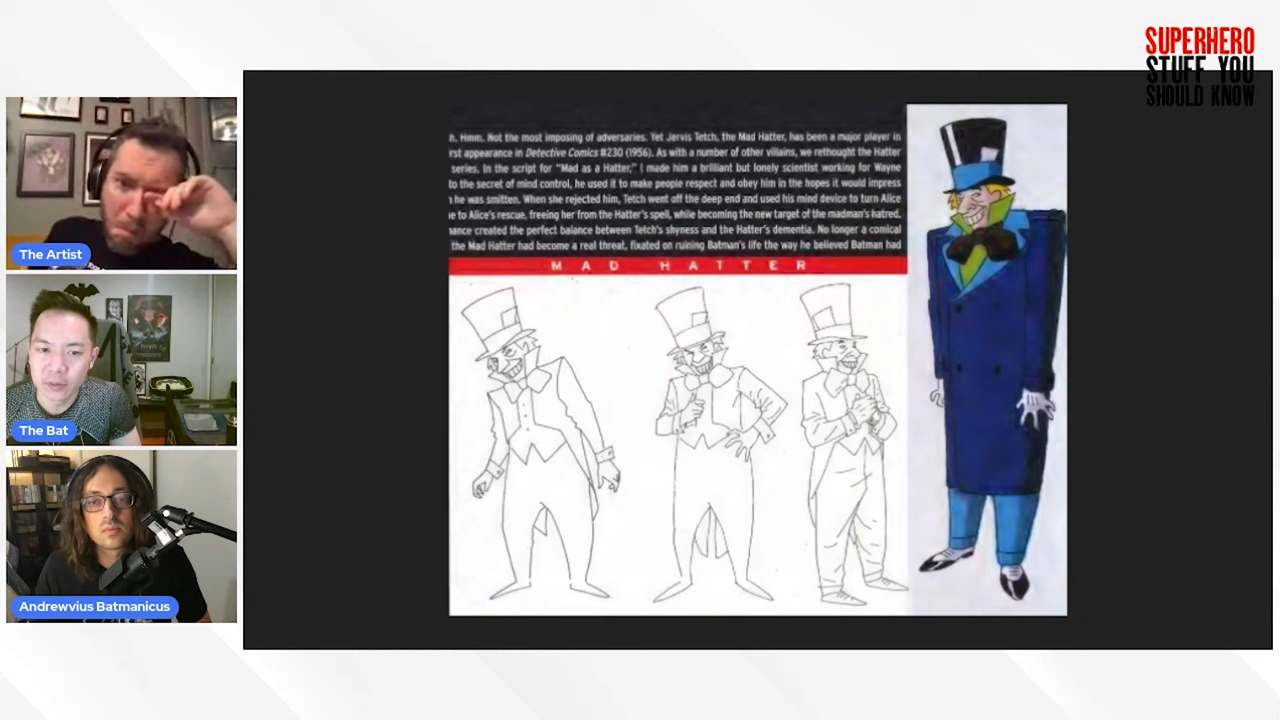 SUPERHERO
STUFF YOU
SHOULD KNOW
The Artist
The Bat
Andrewvius Batmanicus
h. Hmm. Not the most imposing of adversaries. Yet Jervis Tetch, the Mad Hatter, has been a major player in
rst appearance in Detective Comics #230 (1956). As with a number of other villains, we rethought the Hatter
series. In the script for "Mad as a Hatter," I made him a brilliant but lonely scientist working for Wayne
to the secret of mind control, he used it to make people respect and obey him in the hopes it would impress
he was smitten. When she rejected him, Tetch went off the deep end and used his mind device to turn Alice
e to Alice's rescue, freeing her from the Hatter's spell, while becoming the new target of the madman's hatred.
ance created the perfect balance between Tetch's shyness and the Hatter's dementia. No longer a comical
the Mad Hatter had become a real threat, fixated on ruining Batman's life the way he believed Batman had
MAD HATTER